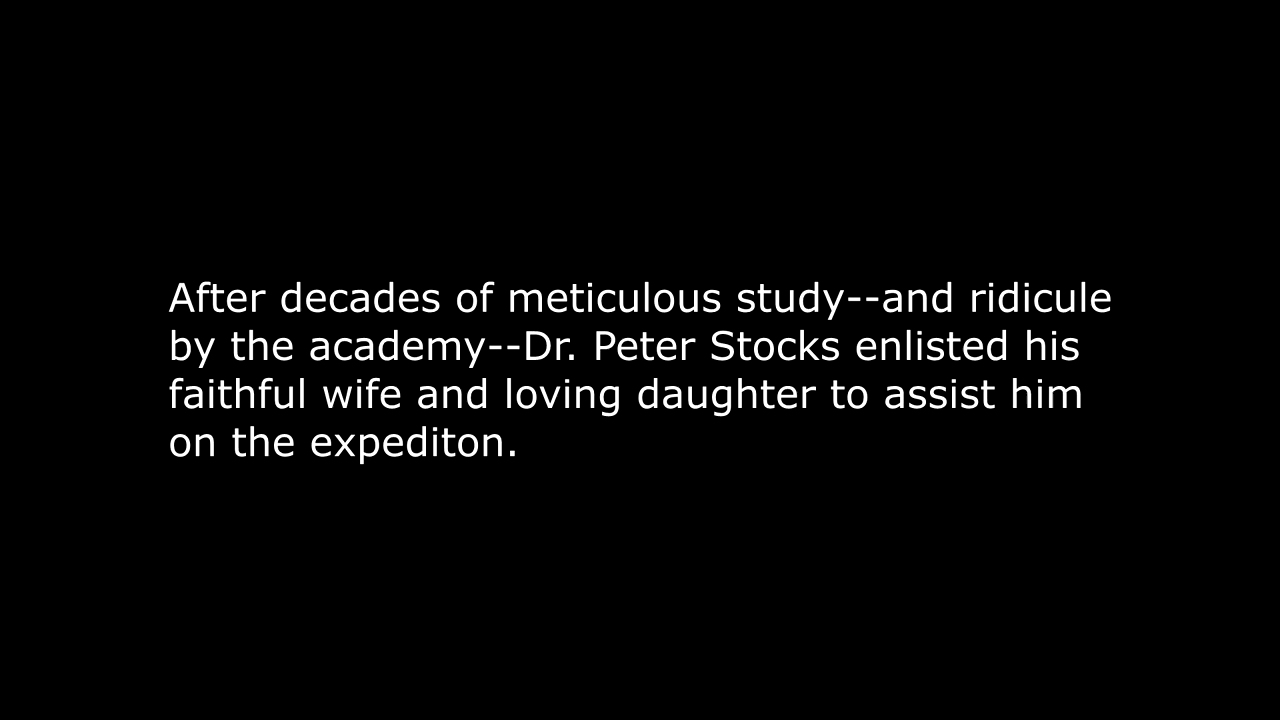 After decades of meticulous study--and ridicule
by the academy--Dr. Peter Stocks enlisted his
faithful wife and loving daughter to assist him
on the expediton.